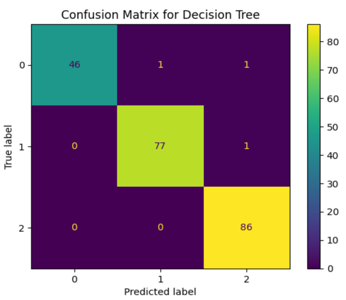 Confusion Matrix for Decision Tree
0 46 1 1
1 0 77 1
2 0 0 86
0 1 2
True label
Predicted label
80
70
60
50
40
30
20
10
0